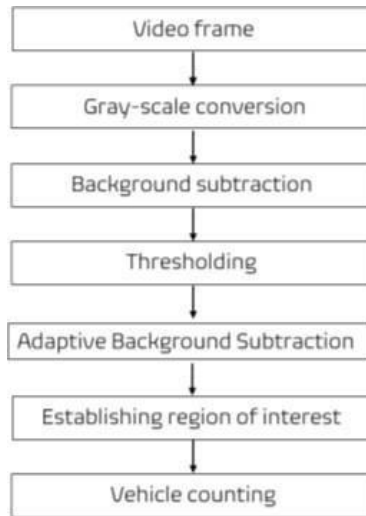 Video frame
Gray-scale conversion
Background subtraction
Thresholding
Adaptive Background Subtraction
Establishing region of interest
Vehicle counting